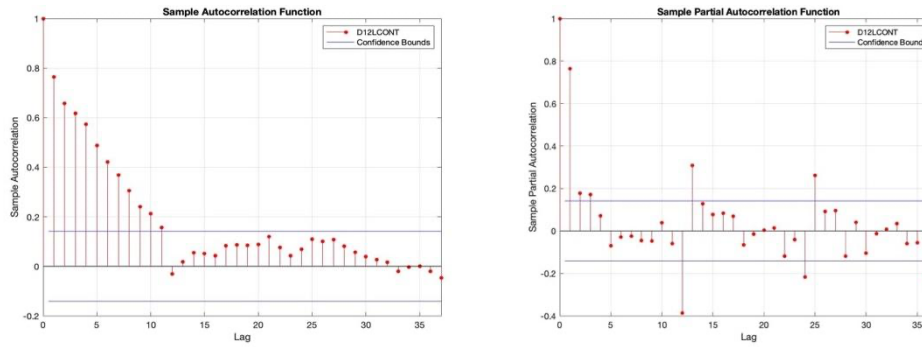 Sample Autocorrelation Function
D12LCONT
Confidence Bounds
Sample Autocorrelation
1
0.8
0.6
0.4
0.2
0
-0.2
0 5 10 15 20 25 30 35
Lag
Sample Partial Autocorrelation Function
D12LCONT
Confidence Bound
Sample Partial Autocorrelation
1
0.8
0.6
0.4
0.2
0
-0.2
-0.4
0 5 10 15 20 25 30 35
Lag